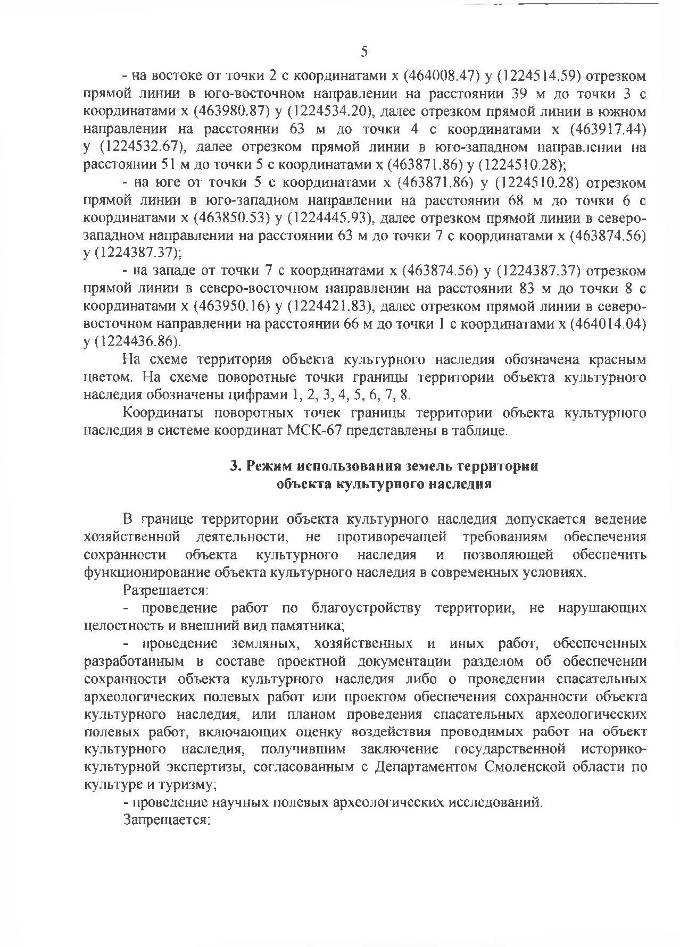 5
- на востоке от точки 2 с координатами x (464008.47) y (1224514.59) отрезком
прямой линии в юго-восточном направлении на расстоянии 39 м до точки 3 с
координатами x (463980.87) y (1224534.20), далее отрезком прямой линии в южном
направлении на расстоянии 63 м до точки 4 с координатами x (463917.44)
y (1224532.67), далее отрезком прямой линии в юго-западном направлении на
расстоянии 51 м до точки 5 с координатами x (463871.86) y (1224510.28);
- на юге от точки 5 с координатами x (463871.86) y (1224510.28) отрезком
прямой линии в юго-западном направлении на расстоянии 68 м до точки 6 с
координатами x (463850.53) y (1224445.93), далее отрезком прямой линии в северо-
западном направлении на расстоянии 63 м до точки 7 с координатами x (463874.56)
y (1224387.37);
- на западе от точки 7 с координатами x (463874.56) y (1224387.37) отрезком
прямой линии в северо-восточном направлении на расстоянии 83 м до точки 8 с
координатами x (463950.16) y (1224421.83), далее отрезком прямой линии в северо-
восточном направлении на расстоянии 66 м до точки 1 с координатами x (464014.04)
y (1224436.86).
На схеме территория объекта культурного наследия обозначена красным
цветом. На схеме поворотные точки границы территории объекта культурного
наследия обозначены цифрами 1, 2, 3, 4, 5, 6, 7, 8.
Координаты поворотных точек границы территории объекта культурного
наследия в системе координат МСК-67 представлены в таблице.
3. Режим использования земель территории
объекта культурного наследия
В границе территории объекта культурного наследия допускается ведение
хозяйственной деятельности, не противоречащей требованиям обеспечения
сохранности объекта культурного наследия и позволяющей обеспечить
функционирование объекта культурного наследия в современных условиях.
Разрешается:
- проведение работ по благоустройству территории, не нарушающих
целостность и внешний вид памятника;
- проведение земляных, хозяйственных и иных работ, обеспеченных
разработанным в составе проектной документации разделом об обеспечении
сохранности объекта культурного наследия либо о проведении спасательных
археологических полевых работ или проектом обеспечения сохранности объекта
культурного наследия, или планом проведения спасательных археологических
полевых работ, включающих оценку воздействия проводимых работ на объект
культурного наследия, получившим заключение государственной историко-
культурной экспертизы, согласованным с Департаментом Смоленской области по
культуре и туризму;
- проведение научных полевых археологических исследований.
Запрещается: